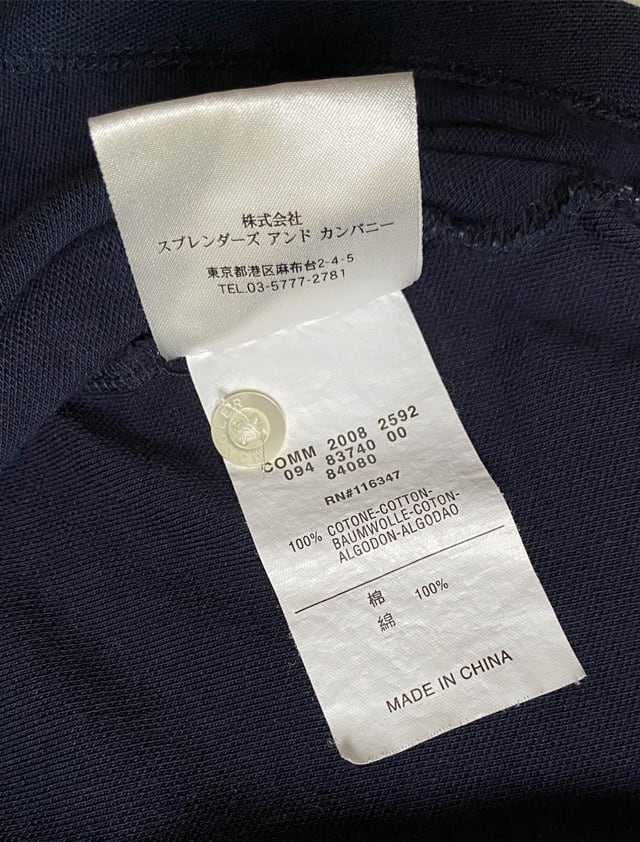 株式会社
スプレンダーズ アンド カンパニー
東京都港区麻布台2-4-5
TEL.03-5777-2781
COMM 2008 2592
094 83740 00
84080
RN#116347
100% COTONE-COTTON-
BAUMWOLLE-COTON-
ALGODON-ALGODAO
棉 100%
綿
MADE IN CHINA